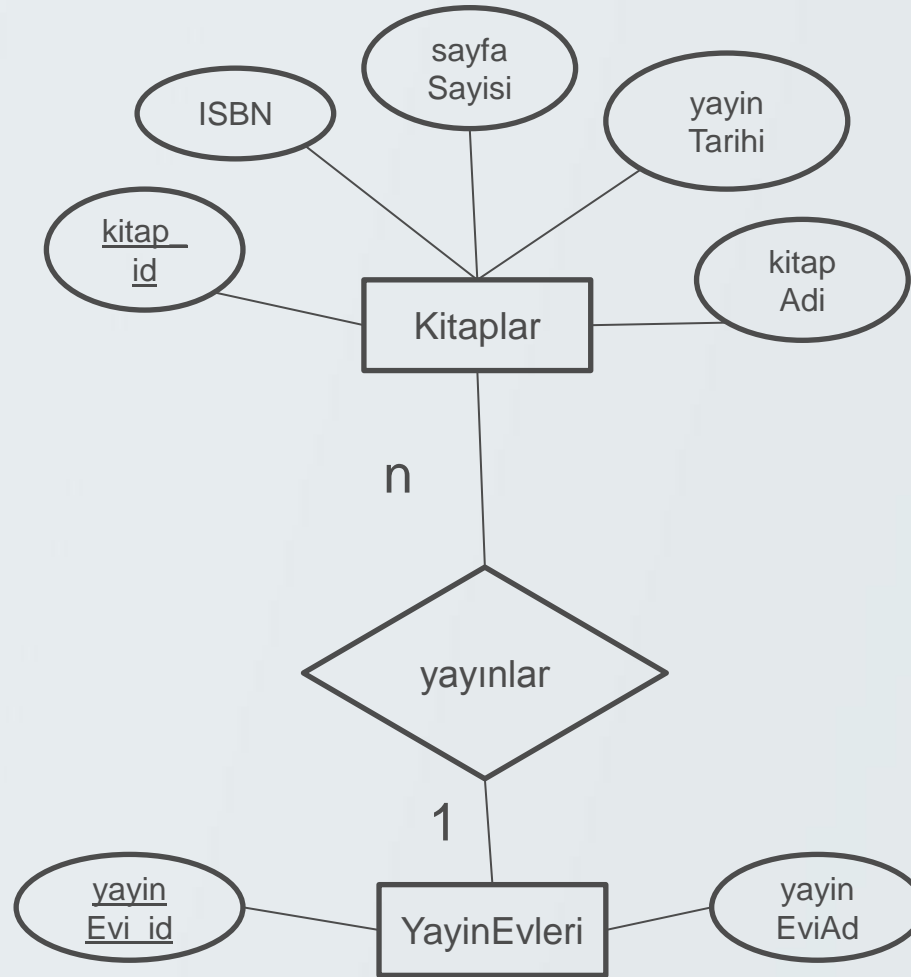 sayfa
Sayisi
ISBN
yayin
Tarihi
kitap_
id
kitap
Adi
Kitaplar
n
yayınlar
1
yayin
Evi_id
YayinEvleri
yayin
EviAd